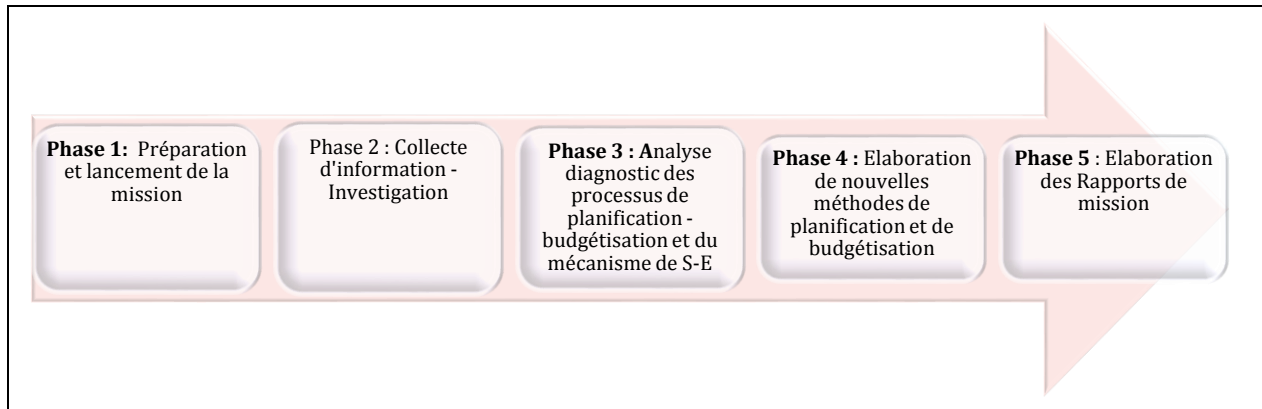 Phase 1: Préparation
et lancement de la
mission
Phase 2 : Collecte
d'information -
Investigation
Phase 3 : Analyse
diagnostic des
processus de
planification -
budgétisation et du
mécanisme de S-E
Phase 4 : Elaboration
de nouvelles
méthodes de
planification et de
budgétisation
Phase 5 : Elaboration
des Rapports de
mission